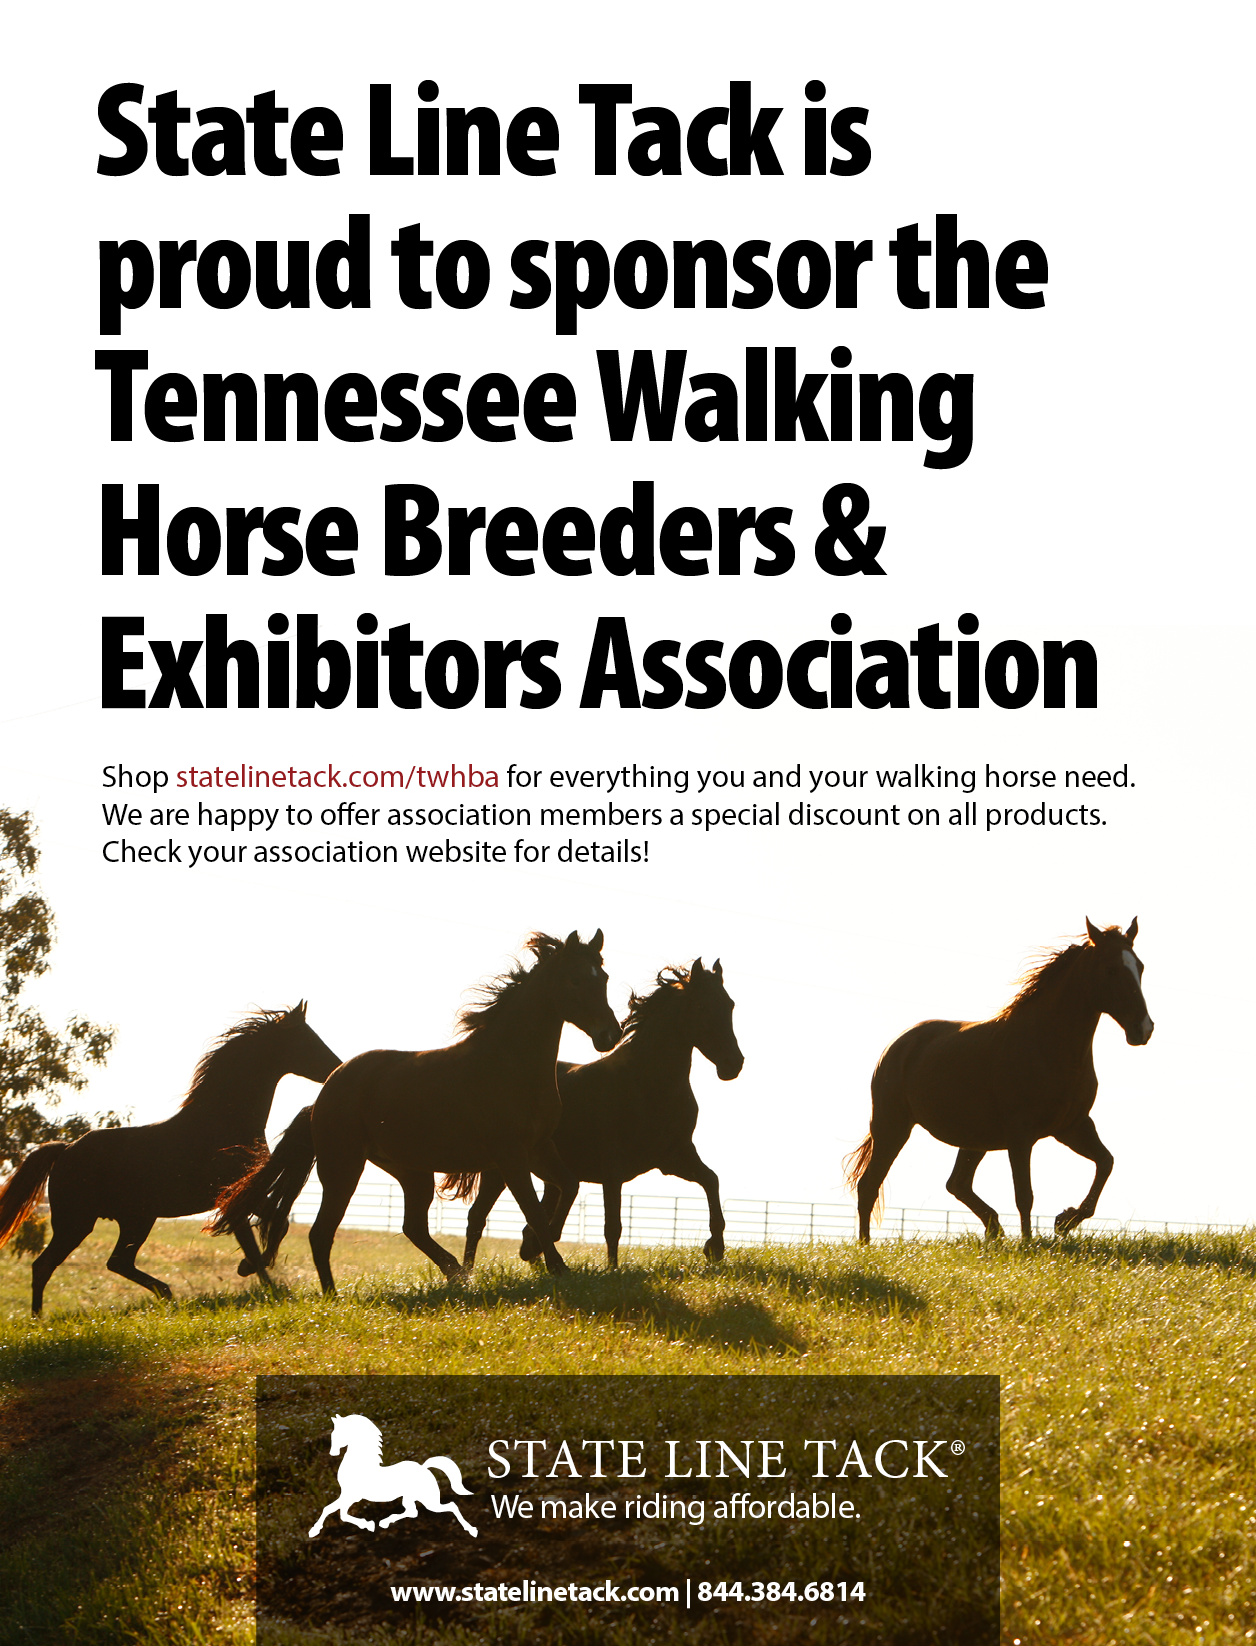 State Line Tack is
proud to sponsor the
Tennessee Walking
Horse Breeders &
Exhibitors Association
Shop statelinetack.com/twhba for everything you and your walking horse need.
We are happy to offer association members a special discount on all products.
Check your association website for details!
STATE LINE TACK®
We make riding affordable.
www.statelinetack.com | 844.384.6814